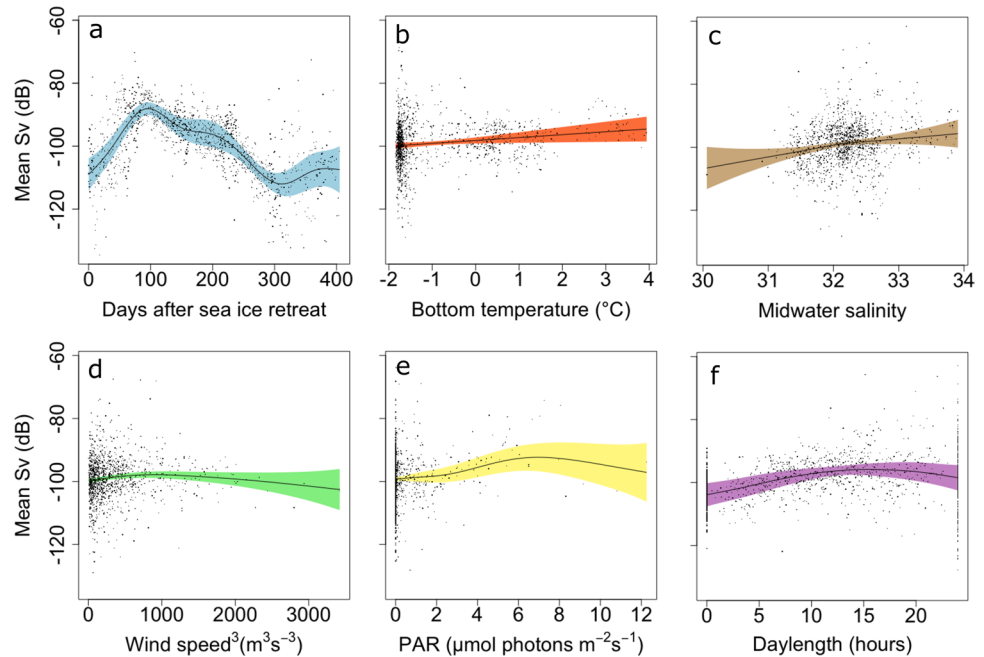 a
b
c
-60
-80
-100
-120
Mean Sv (dB)
0 100 200 300 400
-2 -1 0 1 2 3 4
30 31 32 33 34
Days after sea ice retreat
Bottom temperature (°C)
Midwater salinity
d
e
f
-60
-80
-100
-120
Mean Sv (dB)
0 1000 2000 3000
0 2 4 6 8 10 12
0 5 10 15 20
Wind speed³(m³s⁻³)
PAR (μmol photons m⁻²s⁻¹)
Daylength (hours)